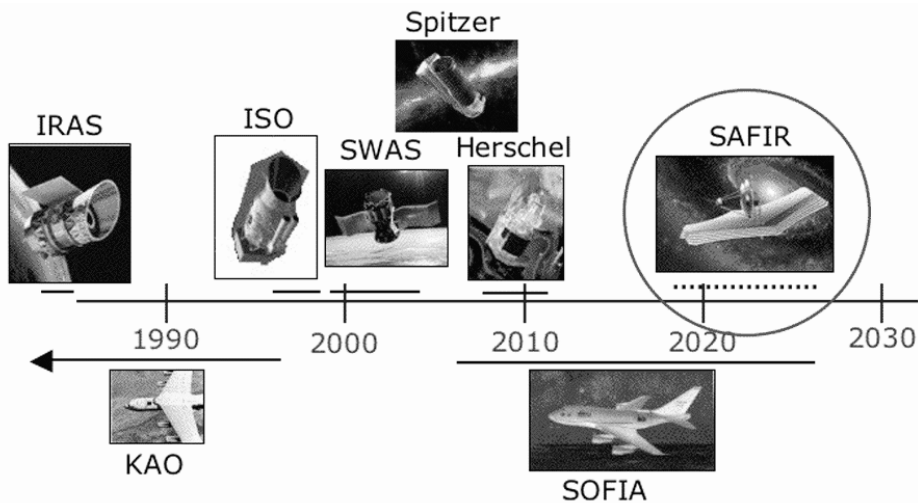 Spitzer
IRAS
ISO
SWAS
Herschel
SAFIR
1990
2000
2010
2020
2030
KAO
SOFIA